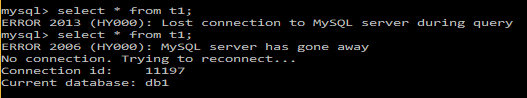 mysql> select * from t1;
ERROR 2013 (HY000): Lost connection to MySQL server during query
mysql> select * from t1;
ERROR 2006 (HY000): MySQL server has gone away
No connection. Trying to reconnect...
Connection id:    11197
Current database: db1